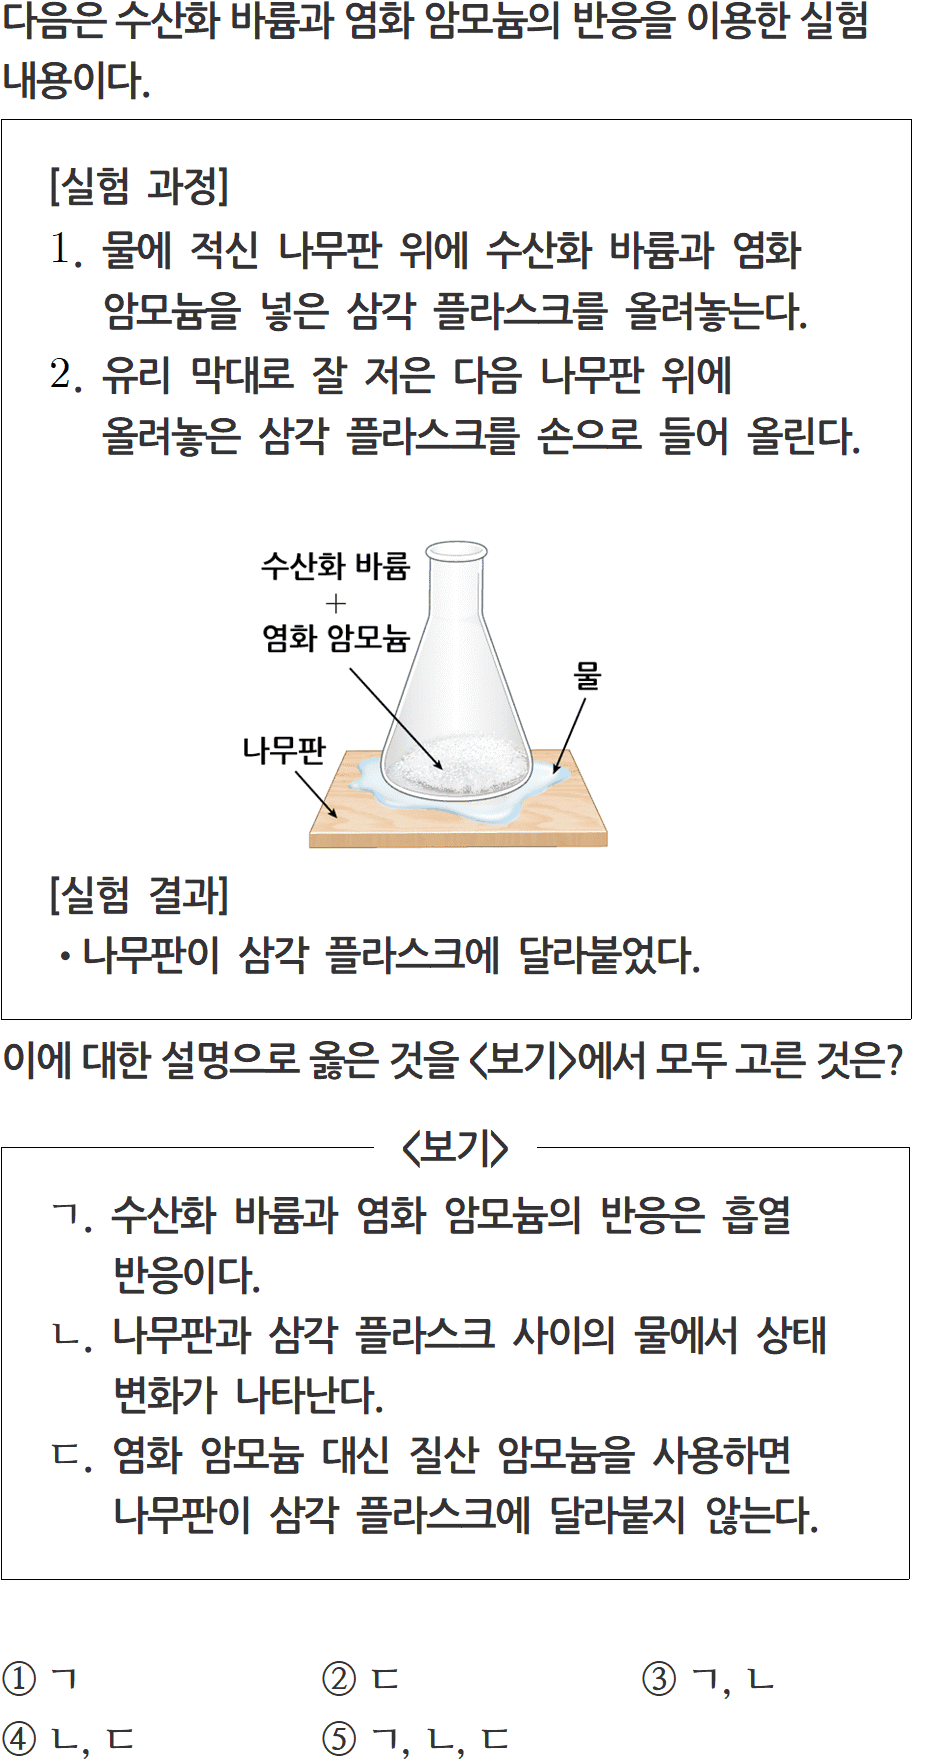 다음은 수산화 바륨과 염화 암모늄의 반응을 이용한 실험
내용이다.
[실험 과정]
1. 물에 적신 나무판 위에 수산화 바륨과 염화
암모늄을 넣은 삼각 플라스크를 올려놓는다.
2. 유리 막대로 잘 저은 다음 나무판 위에
올려놓은 삼각 플라스크를 손으로 들어 올린다.
수산화 바륨
+
염화 암모늄
물
나무판
[실험 결과]
• 나무판이 삼각 플라스크에 달라붙었다.
이에 대한 설명으로 옳은 것을 <보기>에서 모두 고른 것은?
<보기>
ㄱ. 수산화 바륨과 염화 암모늄의 반응은 흡열
반응이다.
ㄴ. 나무판과 삼각 플라스크 사이의 물에서 상태
변화가 나타난다.
ㄷ. 염화 암모늄 대신 질산 암모늄을 사용하면
나무판이 삼각 플라스크에 달라붙지 않는다.
① ㄱ ② ㄷ ③ ㄱ, ㄴ
④ ㄴ, ㄷ ⑤ ㄱ, ㄴ, ㄷ